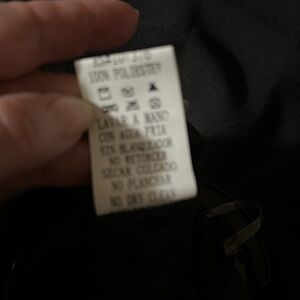 100% POLIESTER
LAVAR A MANO
CON AGUA FRIA
SIN BLANQUEADOR
NO RETORCER
SECAR COLGADO
NO PLANCHAR
NO DRY CLEAN